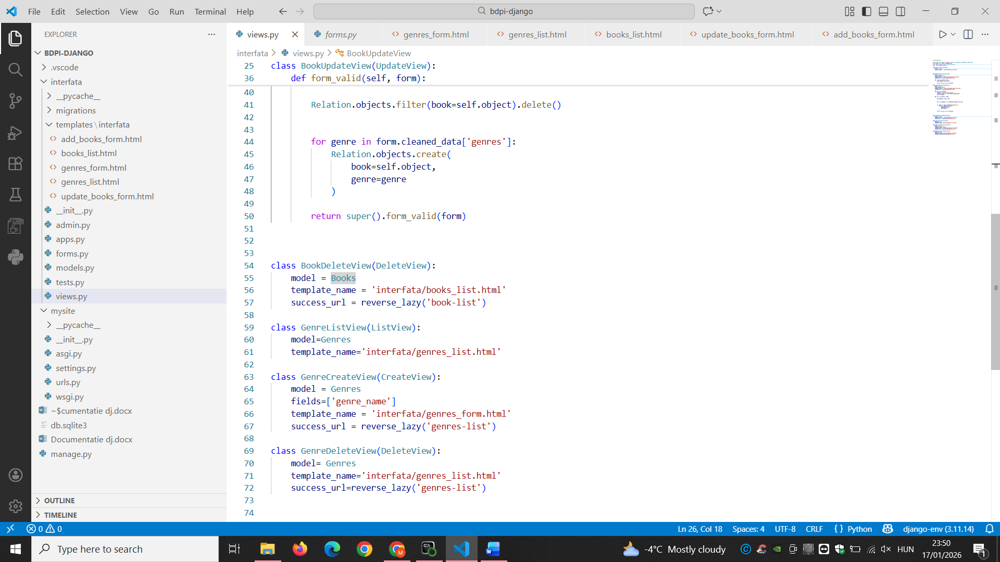 File Edit Selection View Go Run Terminal Help
bdpi-django
EXPLORER
views.py
forms.py
genres_form.html
genres_list.html
books_list.html
update_books_form.html
add_books_form.html
interfata > views.py > BookUpdateView
BDPI-DJANGO
.vscode
interfata
__pycache__
migrations
templates\interfata
add_books_form.html
books_list.html
genres_form.html
genres_list.html
update_books_form.html
__init__.py
admin.py
apps.py
forms.py
models.py
tests.py
views.py
mysite
__pycache__
__init__.py
asgi.py
settings.py
urls.py
wsgi.py
~$cumentatie dj.docx
db.sqlite3
Documentatie dj.docx
manage.py
OUTLINE
TIMELINE
25 class BookUpdateView(UpdateView):
36 def form_valid(self, form):
40
41 Relation.objects.filter(book=self.object).delete()
42
43
44 for genre in form.cleaned_data['genres']:
45 Relation.objects.create(
46 book=self.object,
47 genre=genre
48 )
49
50 return super().form_valid(form)
51
52
53
54 class BookDeleteView(DeleteView):
55 model = Books
56 template_name = 'interfata/books_list.html'
57 success_url = reverse_lazy('book-list')
58
59 class GenreListView(ListView):
60 model=Genres
61 template_name='interfata/genres_list.html'
62
63 class GenreCreateView(CreateView):
64 model = Genres
65 fields=['genre_name']
66 template_name = 'interfata/genres_form.html'
67 success_url = reverse_lazy('genres-list')
68
69 class GenreDeleteView(DeleteView):
70 model= Genres
71 template_name='interfata/genres_list.html'
72 success_url=reverse_lazy('genres-list')
73
74
0 0
Ln 26, Col 18 Spaces: 4 UTF-8 CRLF { } Python django-env (3.11.14)
Type here to search
-4°C Mostly cloudy
HUN
23:50
17/01/2026
1